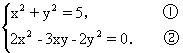 x² + y² = 5, ①
2x² - 3xy - 2y² = 0. ②